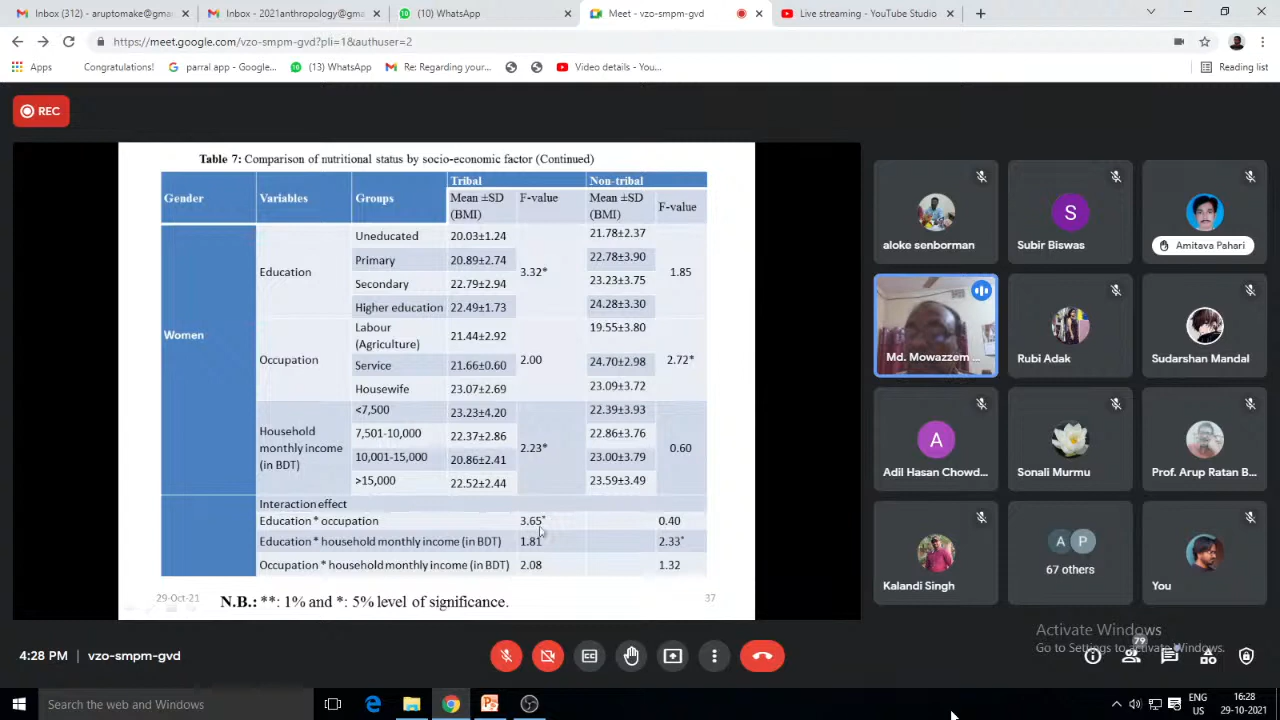 Inbox (312) - aruptomake@gmai
Inbox - 2021anthropology@gma
(10) WhatsApp
Meet - vzo-smpm-gvd
Live streaming - YouTube Studio
https://meet.google.com/vzo-smpm-gvd?pli=1&authuser=2
Apps
Congratulations!
parral app - Google...
(13) WhatsApp
Re: Regarding your...
Video details - You...
Reading list
REC
Table 7: Comparison of nutritional status by socio-economic factor (Continued)
Gender Variables Groups Tribal Non-tribal
Mean ±SD (BMI) F-value Mean ±SD (BMI) F-value
Women
Education
Uneducated 20.03±1.24 21.78±2.37
Primary 20.89±2.74 22.78±3.90
3.32* 1.85
Secondary 22.79±2.94 23.23±3.75
Higher education 22.49±1.73 24.28±3.30
Occupation
Labour (Agriculture) 21.44±2.92 19.55±3.80
Service 21.66±0.60 2.00 24.70±2.98 2.72*
Housewife 23.07±2.69 23.09±3.72
Household monthly income (in BDT)
<7,500 23.23±4.20 22.39±3.93
7,501-10,000 22.37±2.86 22.86±3.76
2.23* 0.60
10,001-15,000 20.86±2.41 23.00±3.79
>15,000 22.52±2.44 23.59±3.49
Interaction effect
Education * occupation 3.65* 0.40
Education * household monthly income (in BDT) 1.81 2.33*
Occupation * household monthly income (in BDT) 2.08 1.32
29-Oct-21
N.B.: **: 1% and *: 5% level of significance.
37
aloke senborman
S
Subir Biswas
Amitava Pahari
Md. Mowazzem ...
Rubi Adak
Sudarshan Mandal
A
Adil Hasan Chowd...
Sonali Murmu
Prof. Arup Ratan B...
Kalandi Singh
A P
67 others
You
4:28 PM | vzo-smpm-gvd
79
Activate Windows
Go to Settings to activate Windows.
Search the web and Windows
ENG
US
16:28
29-10-2021